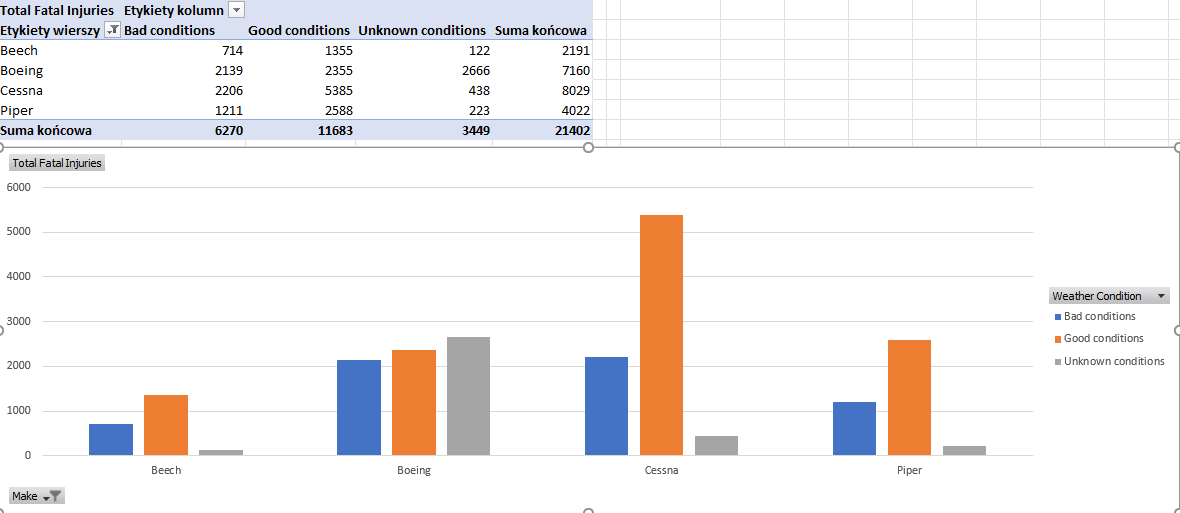 Total Fatal Injuries Etykiety kolumn
Etykiety wierszy Bad conditions Good conditions Unknown conditions Suma końcowa
Beech 714 1355 122 2191
Boeing 2139 2355 2666 7160
Cessna 2206 5385 438 8029
Piper 1211 2588 223 4022
Suma końcowa 6270 11683 3449 21402
Total Fatal Injuries
6000
5000
4000
3000
2000
1000
0
Beech Boeing Cessna Piper
Weather Condition
Bad conditions
Good conditions
Unknown conditions
Make